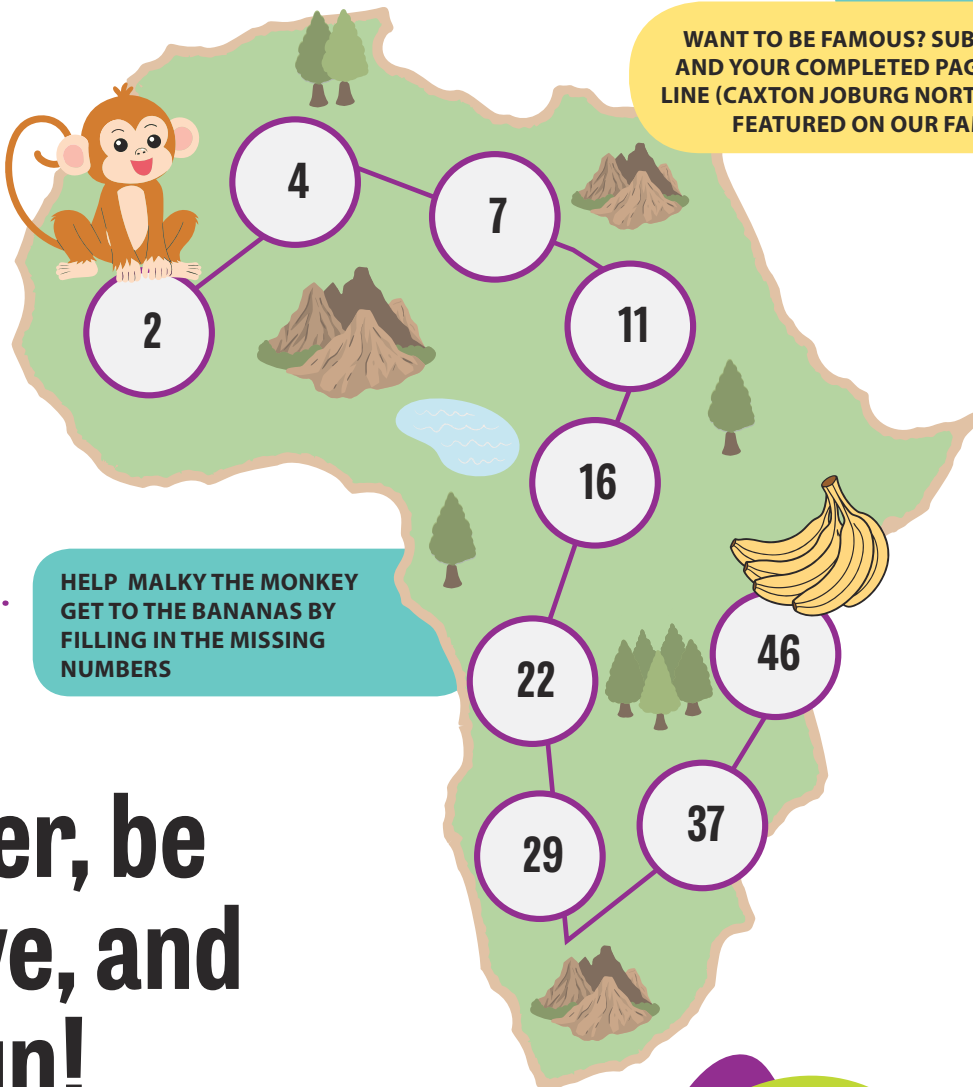 WANT TO BE FAMOUS? SUB
AND YOUR COMPLETED PAG
LINE (CAXTON JOBURG NORT
FEATURED ON OUR FA
4
7
2
11
16
HELP MALKY THE MONKEY
GET TO THE BANANAS BY
FILLING IN THE MISSING
NUMBERS
22
46
29
37
er, be
ve, and
un!